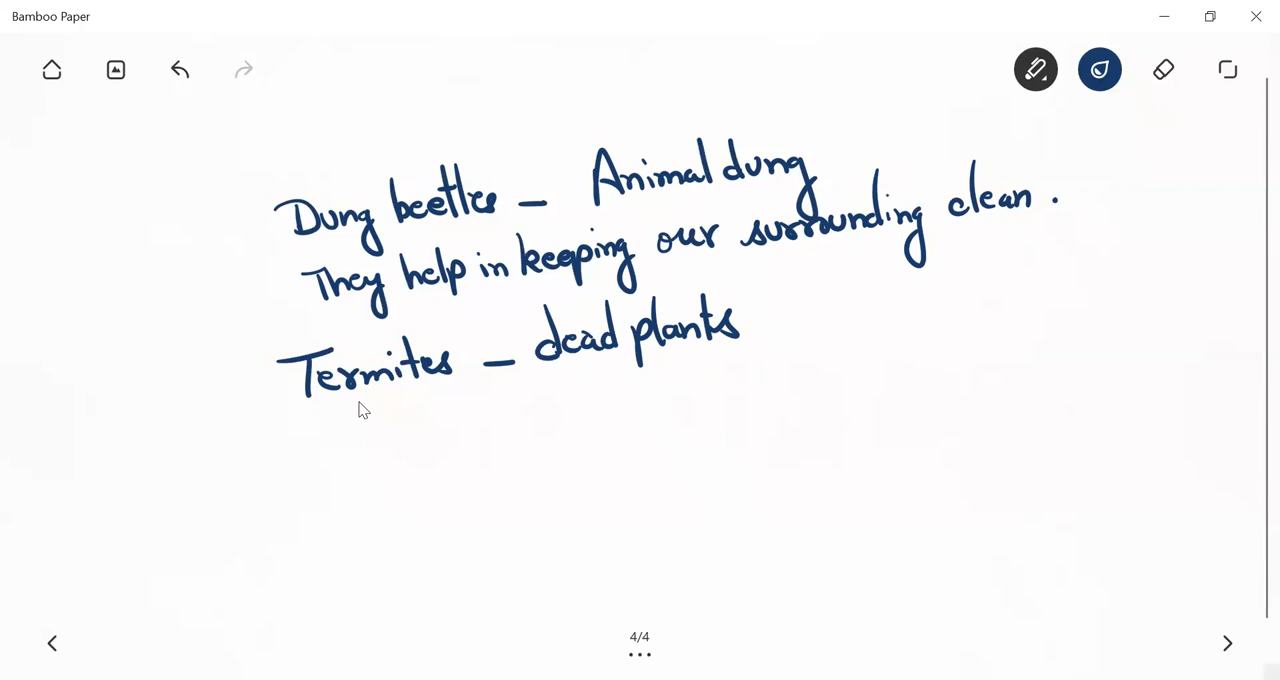 Bamboo Paper
Dung beetles – Animal dung
They help in keeping our surrounding clean.
Termites – dead plants
4/4